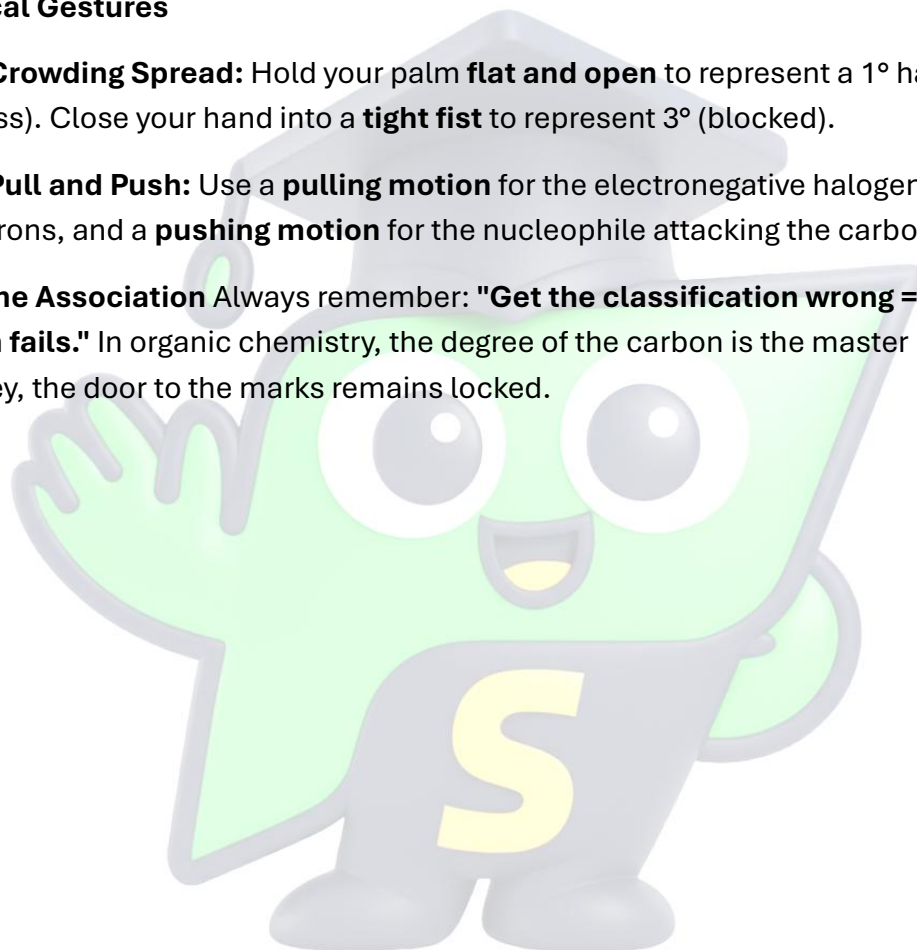 cal Gestures
Crowding Spread: Hold your palm flat and open to represent a 1° ha
ss). Close your hand into a tight fist to represent 3° (blocked).
Pull and Push: Use a pulling motion for the electronegative halogen
rons, and a pushing motion for the nucleophile attacking the carbo
ne Association Always remember: "Get the classification wrong =
n fails." In organic chemistry, the degree of the carbon is the master
ey, the door to the marks remains locked.
S